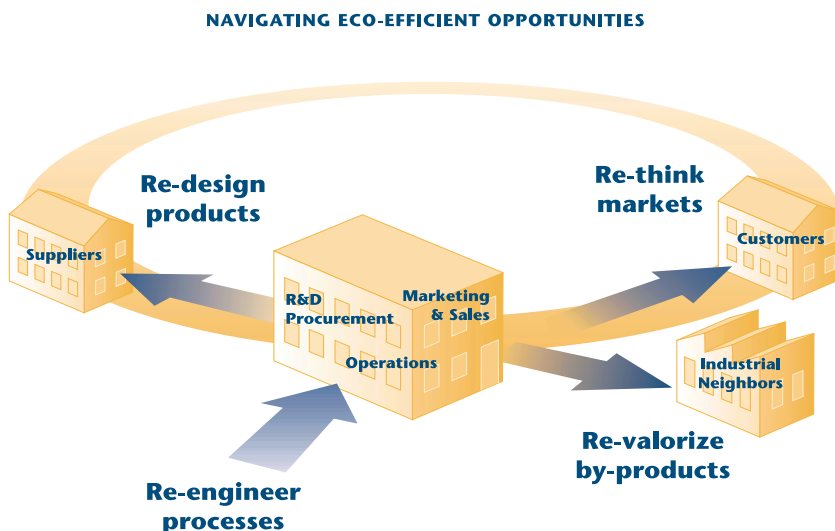 NAVIGATING ECO-EFFICIENT OPPORTUNITIES
Re-design
products
Re-think
markets
Suppliers
Customers
R&D
Procurement
Marketing
& Sales
Operations
Industrial
Neighbors
Re-valorize
by-products
Re-engineer
processes